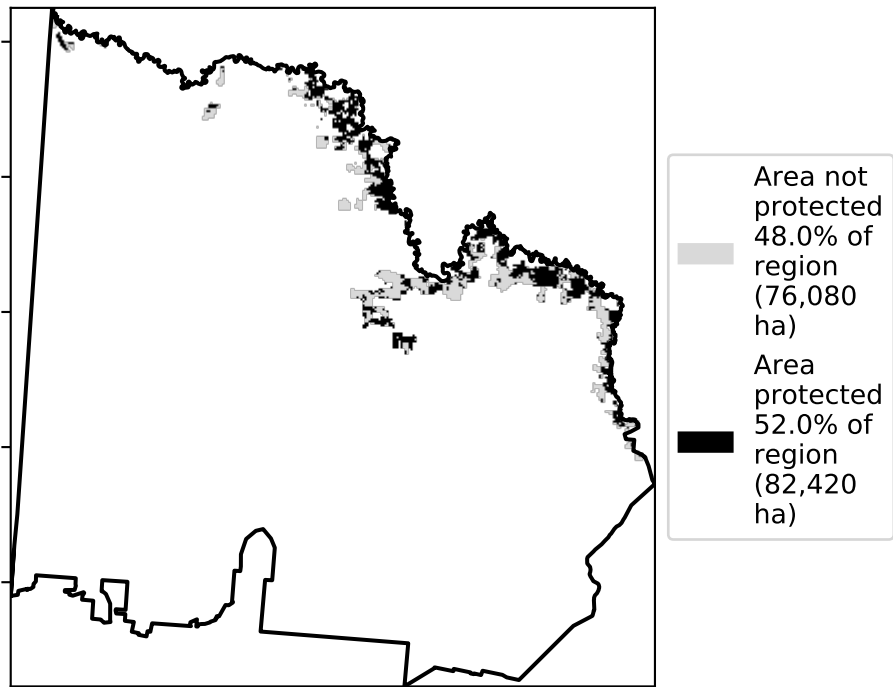 Area not
protected
48.0% of
region
(76,080
ha)
Area
protected
52.0% of
region
(82,420
ha)